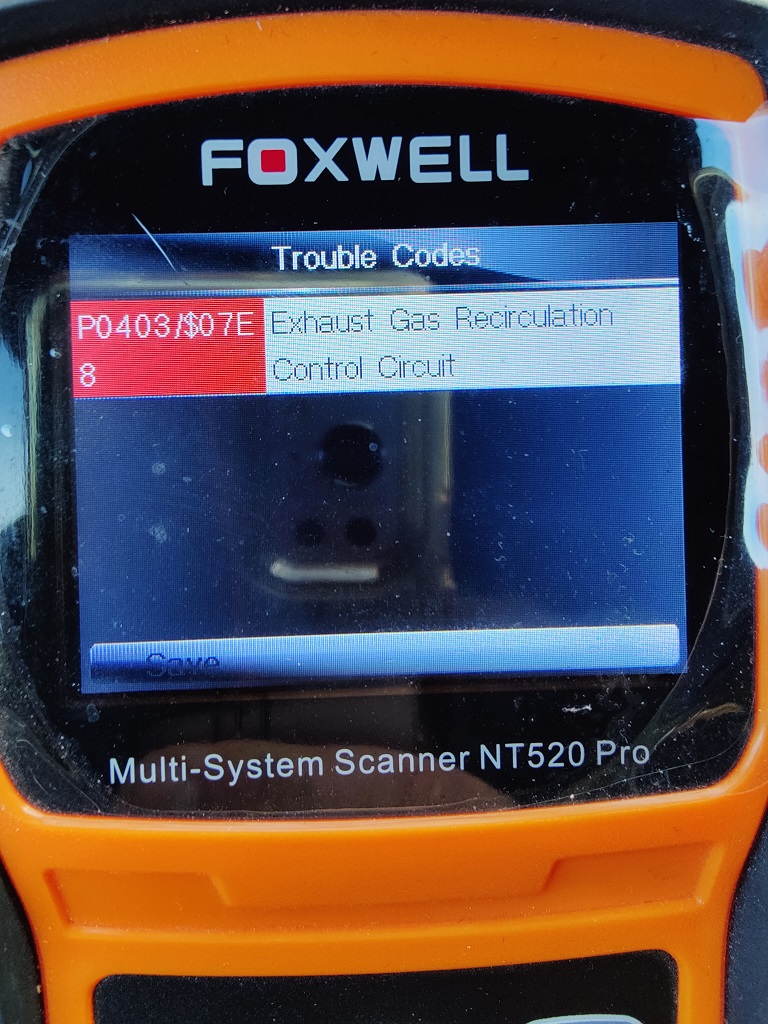 FOXWELL
Trouble Codes
P0403/$07E Exhaust Gas Recirculation
8 Control Circuit
Save
Multi-System Scanner NT520 Pro